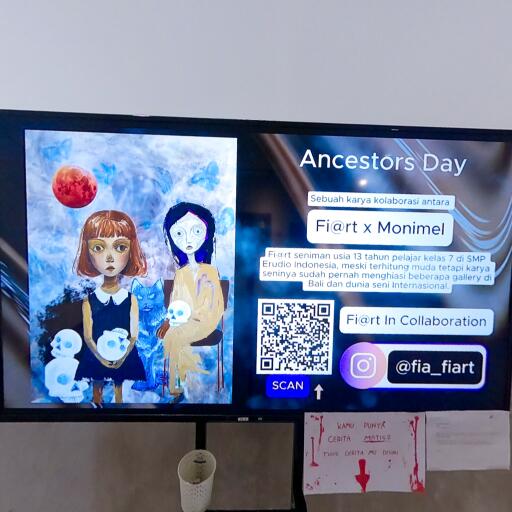 Ancestors Day
Sebuah karya kolaborasi antara
Fi@rt x Monimel
Fi@rt seniman usia 13 tahun pelajar kelas 7 di SMP
Erudio Indonesia, meski terhitung muda tetapi karya
seninya sudah pernah menghiasi beberapa gallery di
Bali dan dunia seni Internasional.
Fi@rt In Collaboration
@fia_fiart
SCAN
KAMU PUNYA
CERITA MISTIS?
TULIS CERITA MU DISINI